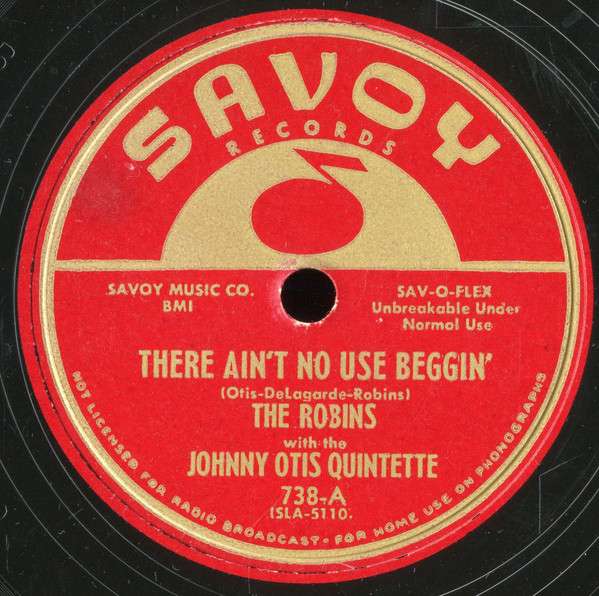 SAVOY
RECORDS
SAVOY MUSIC CO.
BMI
SAV-O-FLEX
Unbreakable Under
Normal Use
THERE AIN'T NO USE BEGGIN'
(Otis-DeLagarde-Robins)
THE ROBINS
with the
JOHNNY OTIS QUINTETTE
738-A
(SLA-5110)
NOT LICENSED FOR RADIO BROADCAST • FOR HOME USE ON PHONOGRAPHS